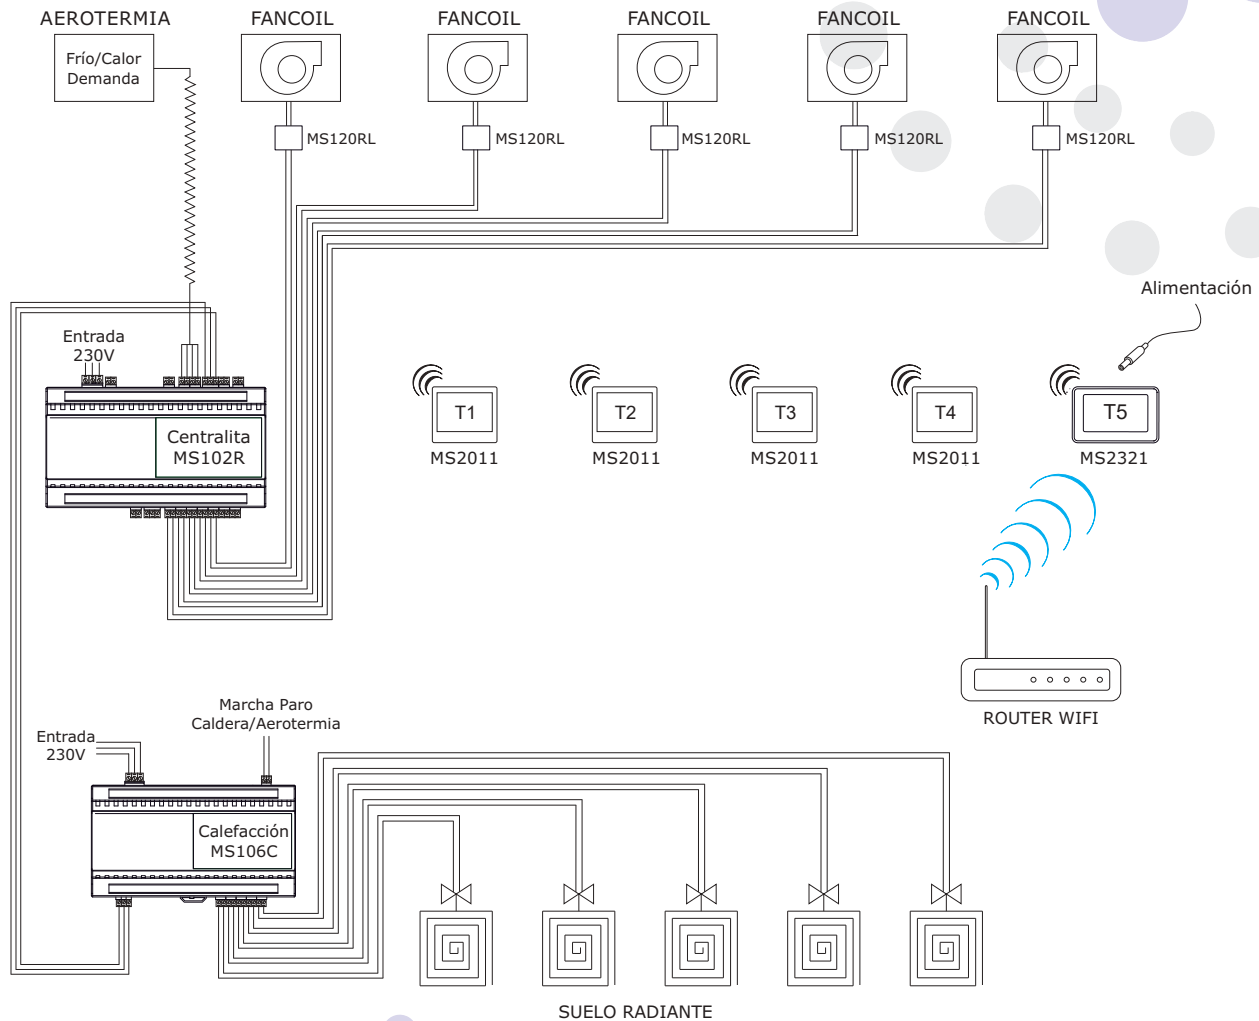 AEROTERMIA
FANCOIL
FANCOIL
FANCOIL
FANCOIL
FANCOIL
Frío/Calor
Demanda
MS120RL
MS120RL
MS120RL
MS120RL
MS120RL
Alimentación
Entrada
230V
Centralita
MS102R
T1
T2
T3
T4
T5
MS2011
MS2011
MS2011
MS2011
MS2321
ROUTER WIFI
Marcha Paro
Caldera/Aerotermia
Entrada
230V
Calefacción
MS106C
SUELO RADIANTE